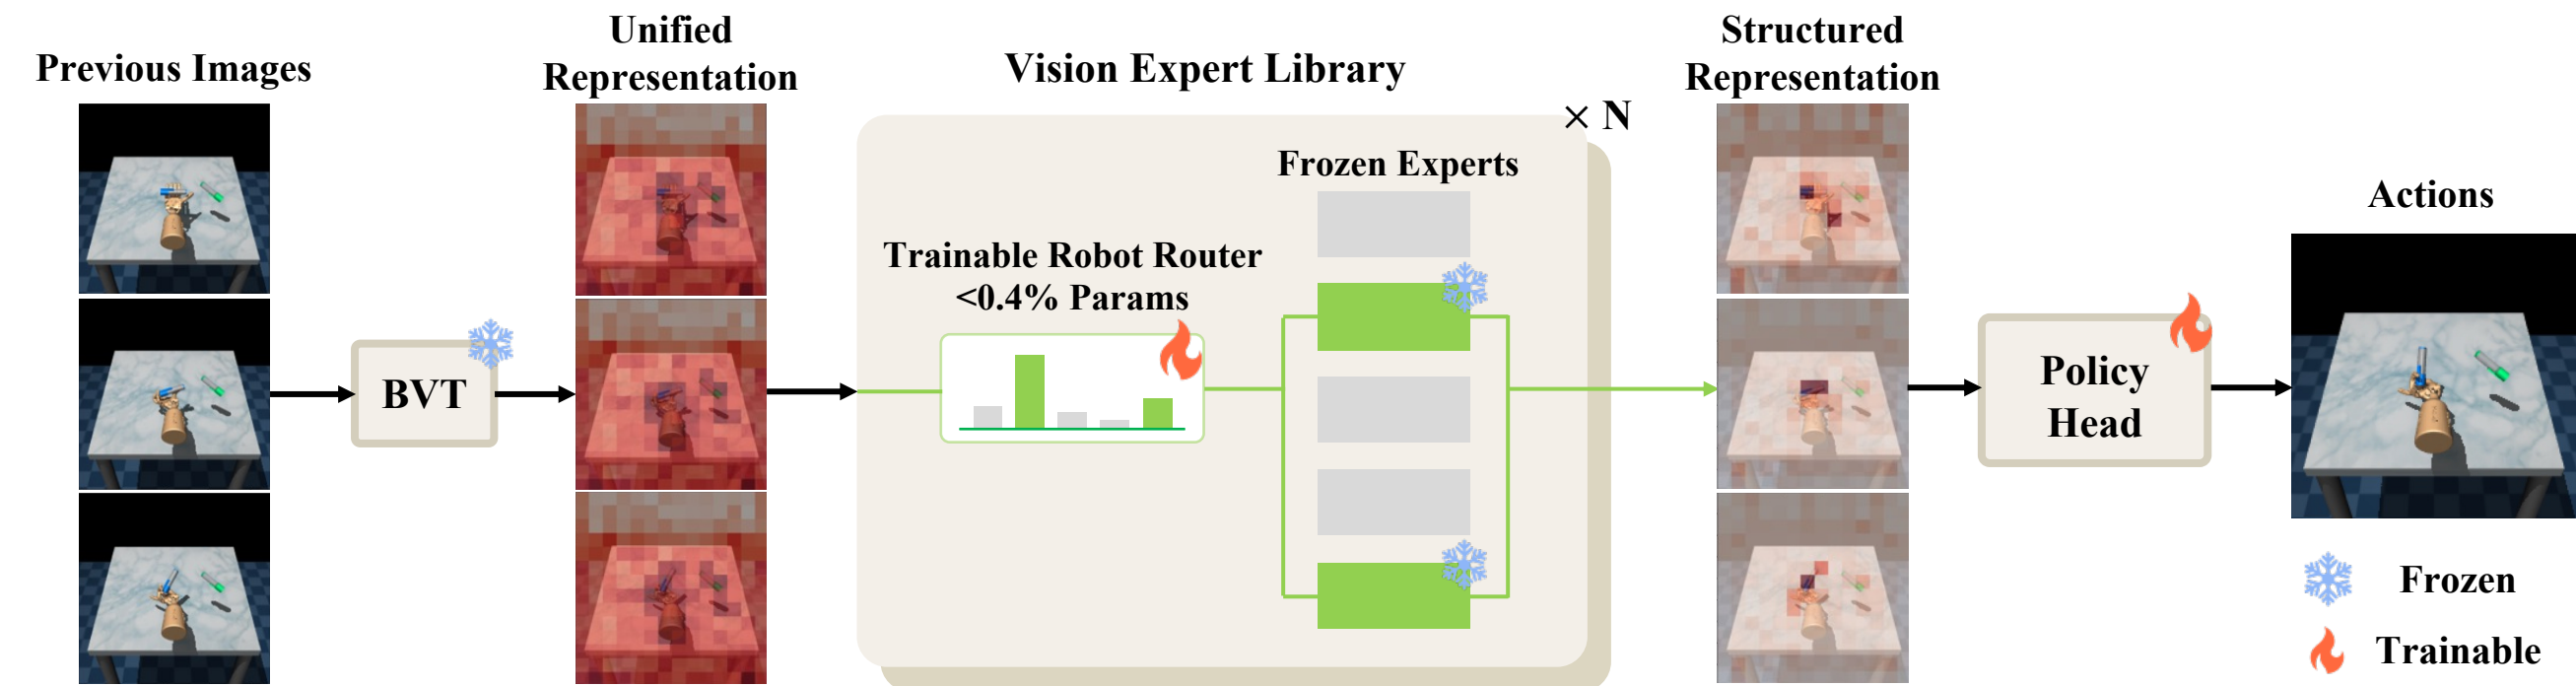 Previous Images
BVT
Unified
Representation
Vision Expert Library
× N
Trainable Robot Router
<0.4% Params
Frozen Experts
Structured
Representation
Policy
Head
Actions
Frozen
Trainable